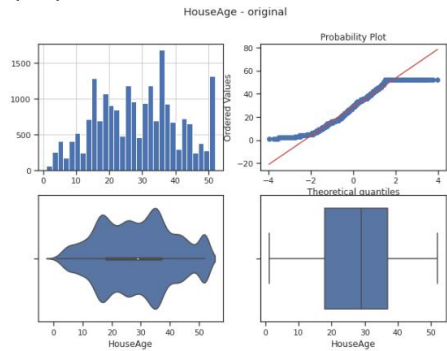 HouseAge - original
Probability Plot
1500
1000
500
0
0 10 20 30 40 50
Ordered Values
80
60
40
20
0
−20
−4 −2 0 2 4
Theoretical quantiles
0 10 20 30 40 50
HouseAge
0 10 20 30 40 50
HouseAge